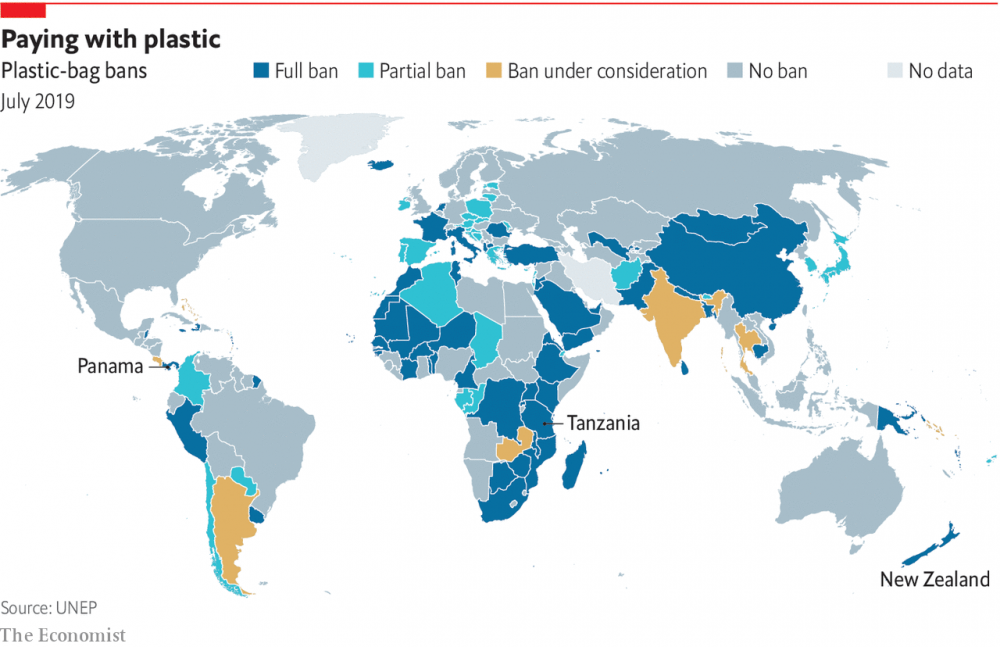 Paying with plastic
Plastic-bag bans
July 2019
Full ban
Partial ban
Ban under consideration
No ban
No data
Panama
Tanzania
New Zealand
Source: UNEP
The Economist